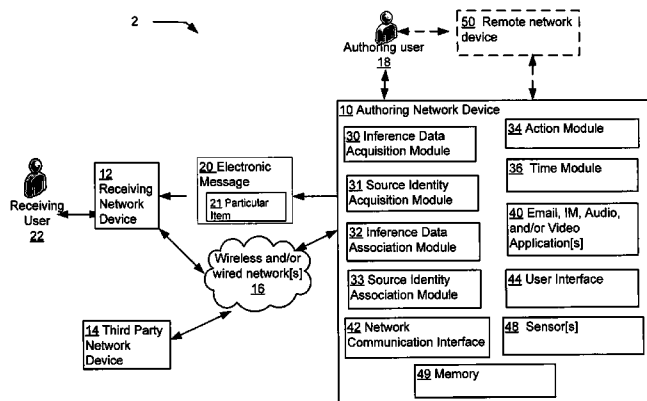 2
Authoring user
18
50 Remote network
device
10 Authoring Network Device
30 Inference Data
Acquisition Module
34 Action Module
31 Source Identity
Acquisition Module
36 Time Module
32 Inference Data
Association Module
40 Email, IM, Audio,
and/or Video
Application[s]
33 Source Identity
Association Module
44 User Interface
42 Network
Communication Interface
48 Sensor[s]
49 Memory
20 Electronic
Message
21 Particular
Item
12
Receiving
Network
Device
Receiving
User
22
Wireless and/or
wired network[s]
16
14 Third Party
Network
Device